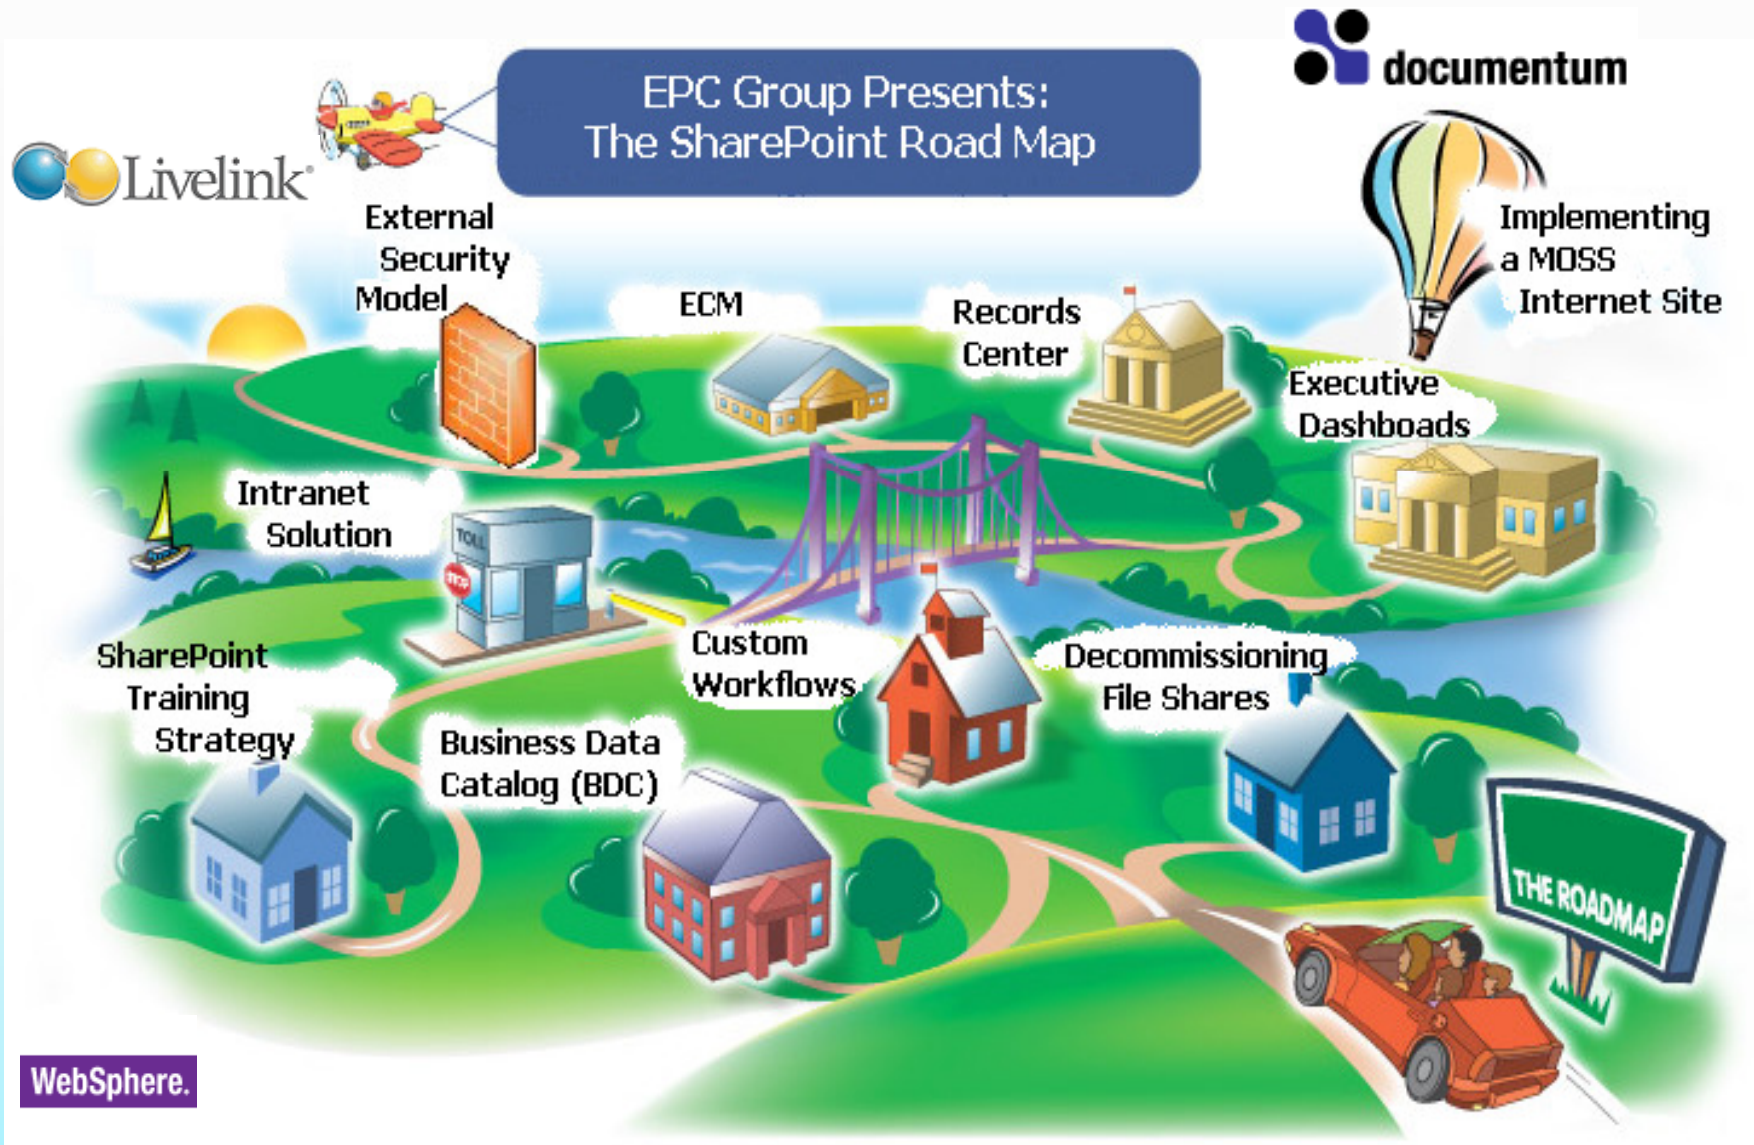 documentum
EPC Group Presents:
The SharePoint Road Map
Livelink®
External
Security
Model
ECM
Records
Center
Implementing
a MOSS
Internet Site
Executive
Dashboads
Intranet
Solution
TOLL
STOP
SharePoint
Training
Strategy
Custom
Workflows
Decommissioning
File Shares
Business Data
Catalog (BDC)
THE ROADMAP
WebSphere.